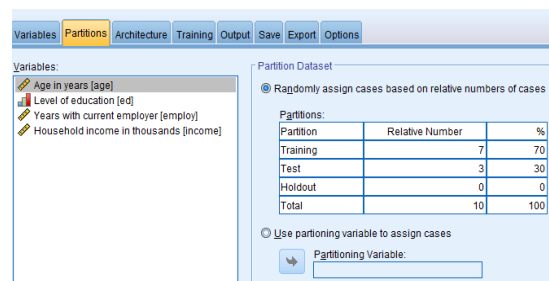 Variables Partitions Architecture Training Output Save Export Options
Variables:
Age in years [age]
Level of education [ed]
Years with current employer [employ]
Household income in thousands [income]
Partition Dataset
Randomly assign cases based on relative numbers of cases
Partitions:
Partition Relative Number %
Training 7 70
Test 3 30
Holdout 0 0
Total 10 100
Use partioning variable to assign cases
Partitioning Variable: